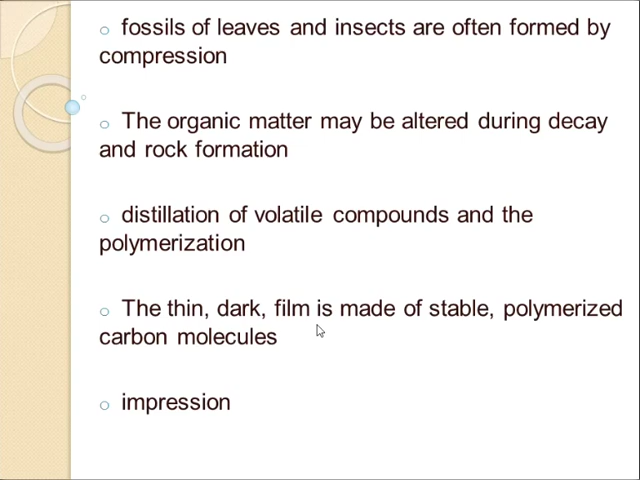 fossils of leaves and insects are often formed by
compression
The organic matter may be altered during decay
and rock formation
distillation of volatile compounds and the
polymerization
The thin, dark, film is made of stable, polymerized
carbon molecules
impression